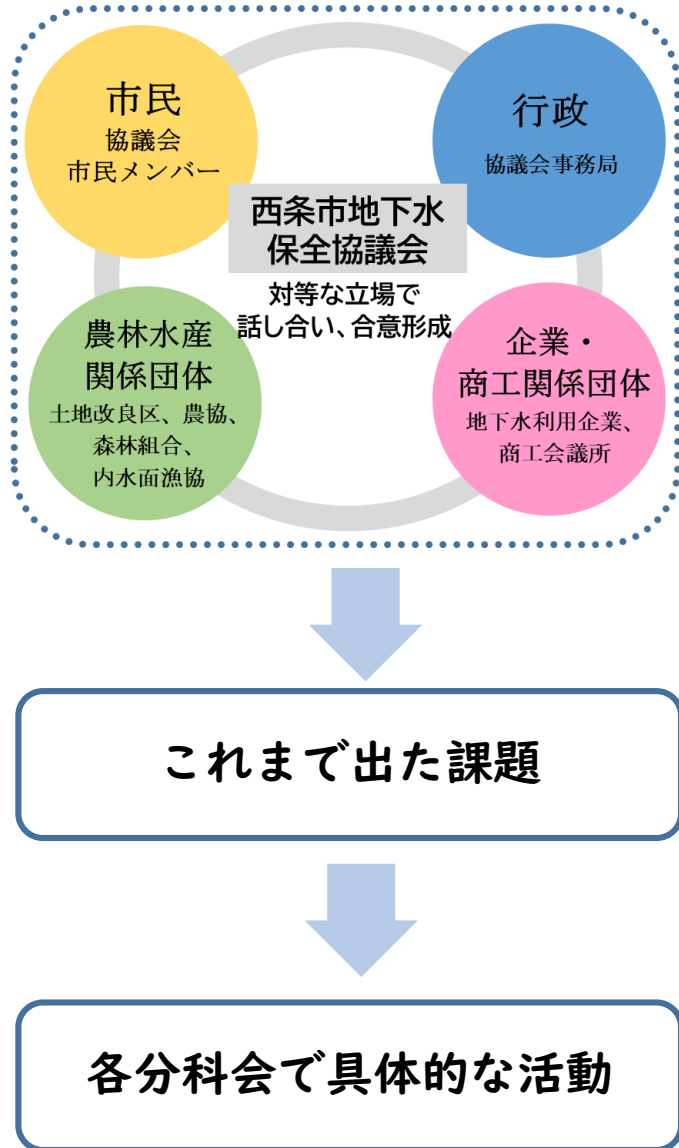 市民
協議会
市民メンバー
行政
協議会事務局
西条市地下水
保全協議会
対等な立場で
話し合い、合意形成
農林水産
関係団体
土地改良区、農協、
森林組合、
内水面漁協
企業・
商工関係団体
地下水利用企業、
商工会議所
これまで出た課題
各分科会で具体的な活動